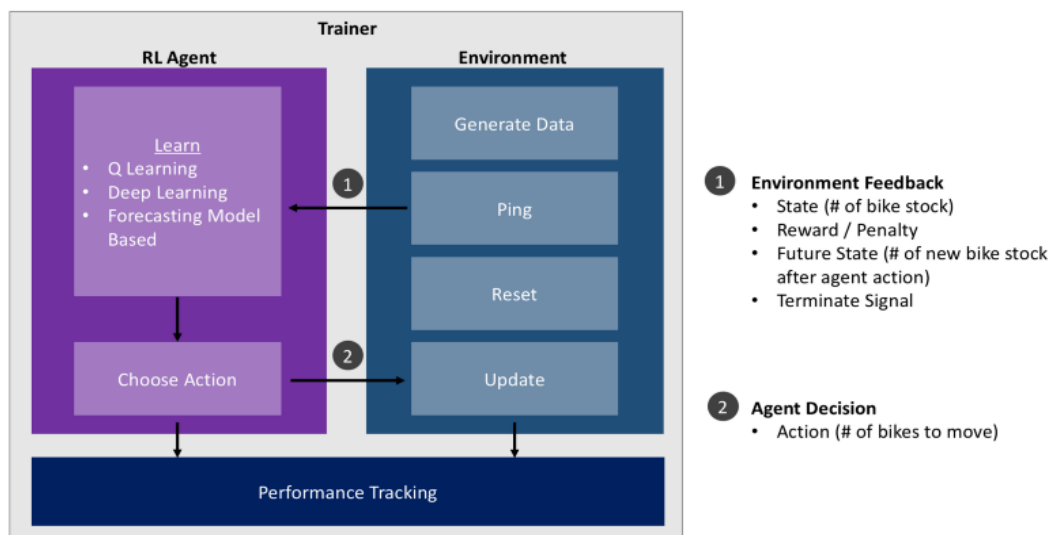 Trainer
RL Agent
Environment
Learn
• Q Learning
• Deep Learning
• Forecasting Model
Based
Choose Action
1
2
Generate Data
Ping
Reset
Update
Performance Tracking
1 Environment Feedback
• State (# of bike stock)
• Reward / Penalty
• Future State (# of new bike stock
after agent action)
• Terminate Signal
2 Agent Decision
• Action (# of bikes to move)